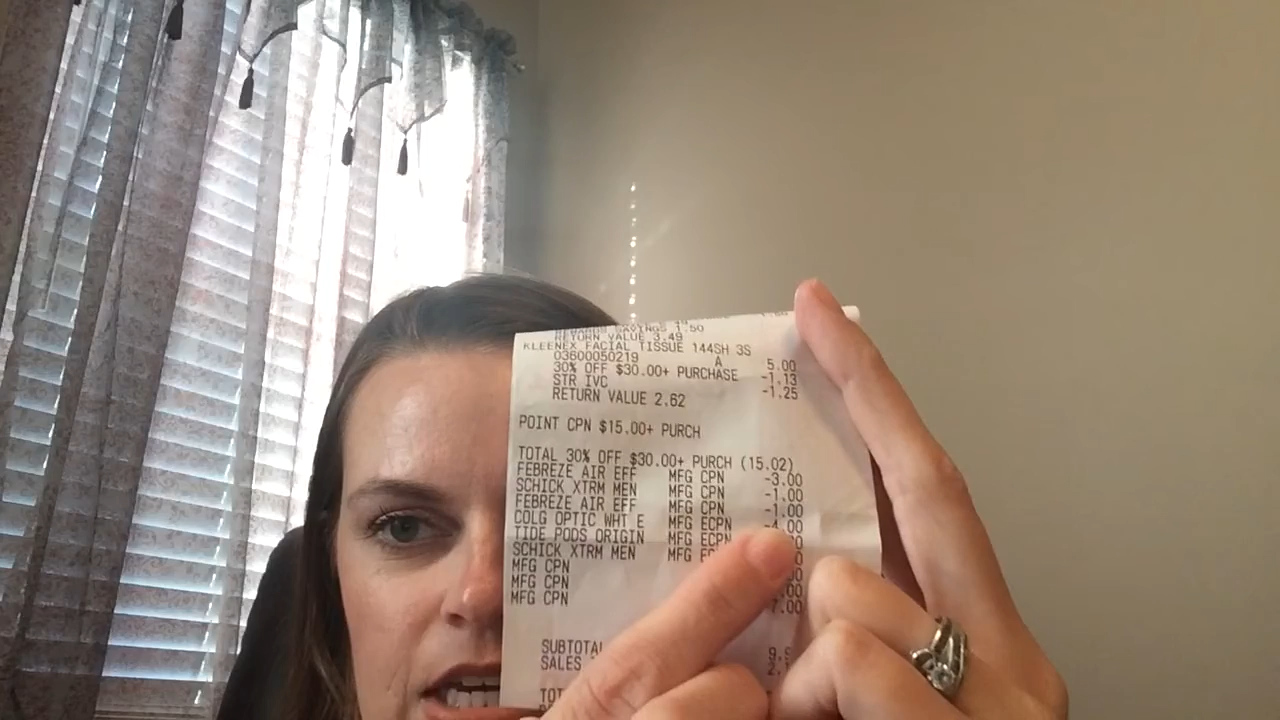 REWARDS SAVINGS 1.50
RETURN VALUE 3.49
KLEENEX FACIAL TISSUE 144SH 3S
03600050219 A 5.00
30% OFF $30.00+ PURCHASE -1.13
STR IVC -1.25
RETURN VALUE 2.62
POINT CPN $15.00+ PURCH
TOTAL 30% OFF $30.00+ PURCH (15.02)
FEBREZE AIR EFF MFG CPN -3.00
SCHICK XTRM MEN MFG CPN -1.00
FEBREZE AIR EFF MFG CPN -1.00
COLG OPTIC WHT E MFG ECPN -4.00
TIDE PODS ORIGIN MFG ECPN
SCHICK XTRM MEN MFG
MFG CPN
MFG CPN
MFG CPN 7.00
SUBTOTAL
SALES